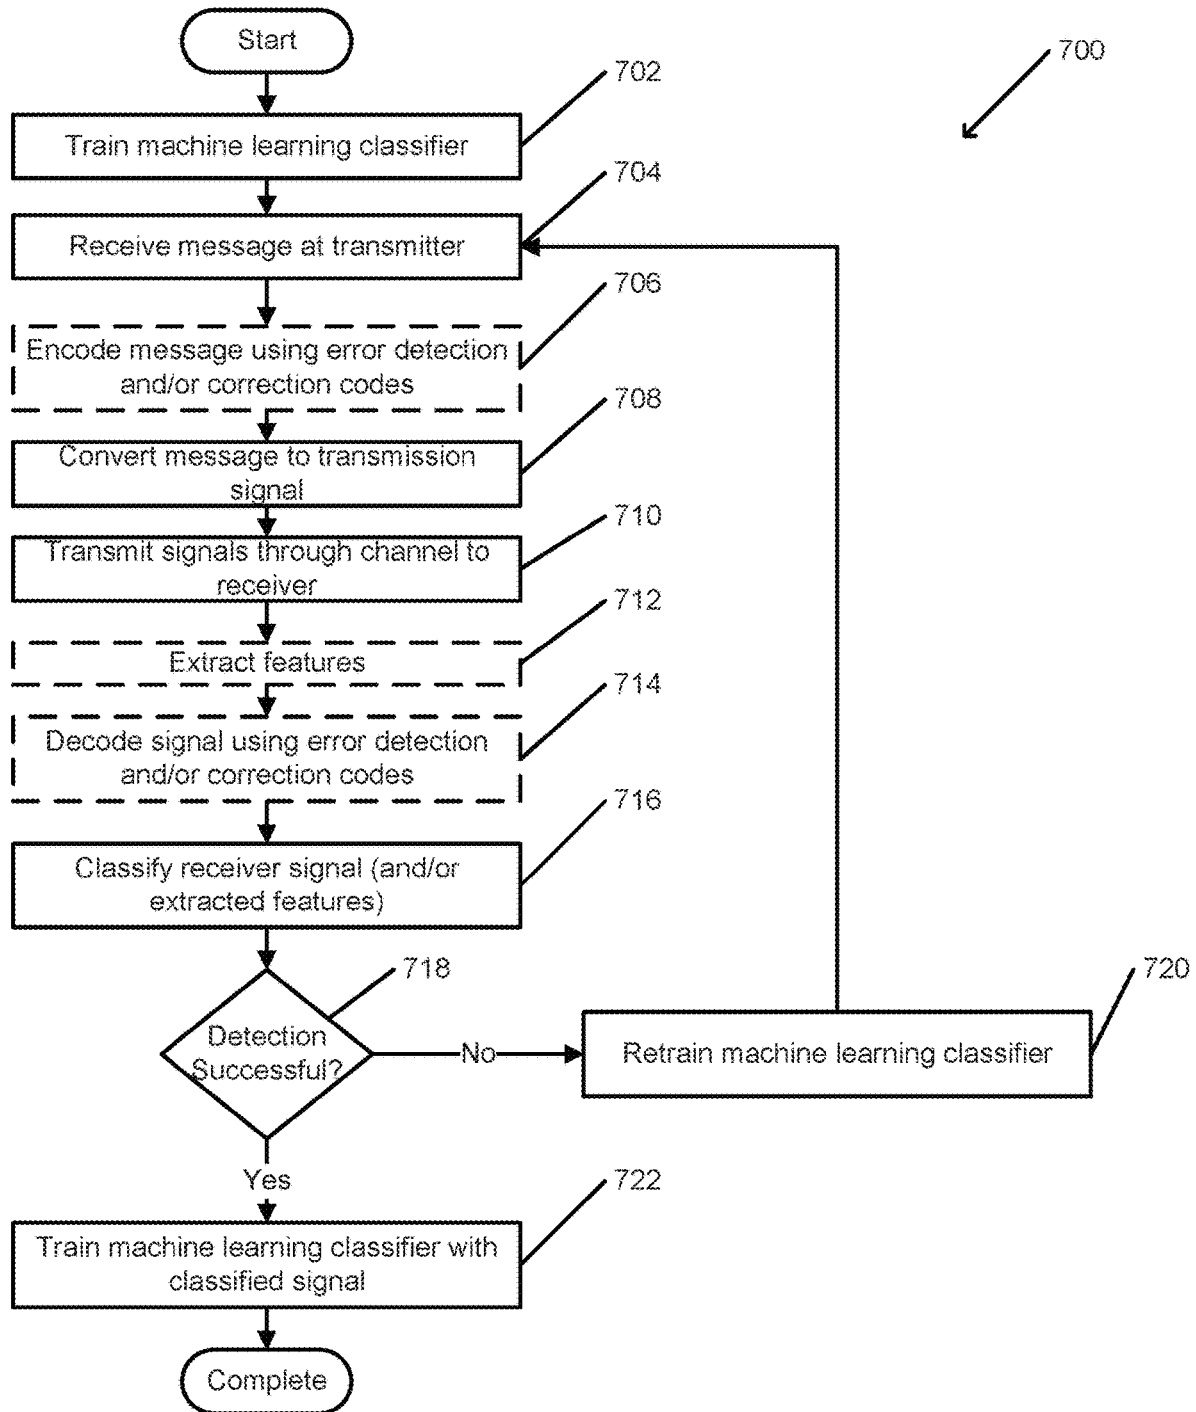 Start
700
702
Train machine learning classifier
704
Receive message at transmitter
706
Encode message using error detection
and/or correction codes
708
Convert message to transmission
signal
710
Transmit signals through channel to
receiver
712
Extract features
714
Decode signal using error detection
and/or correction codes
716
Classify receiver signal (and/or
extracted features)
718
720
Detection
Successful?
No
Retrain machine learning classifier
Yes
722
Train machine learning classifier with
classified signal
Complete